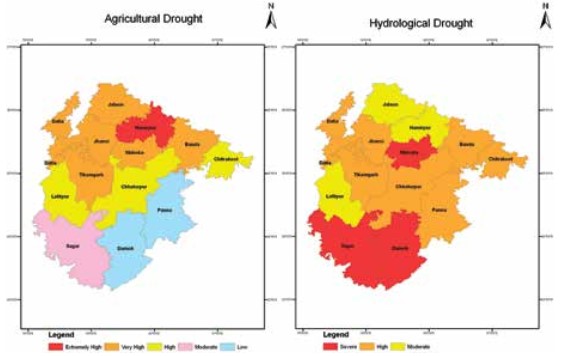 Agricultural Drought
N
Jalaun
Datia
Hamirpur
Jhansi
Mahoba
Banda
Chitrakoot
Datia
Tikamgarh
Chhatarpur
Lalitpur
Panna
Sagar
Damoh
Legend
Extremely High Very High High Moderate Low
Hydrological Drought
N
Jalaun
Datia
Hamirpur
Jhansi
Mahoba
Banda
Chitrakoot
Datia
Tikamgarh
Chhatarpur
Lalitpur
Panna
Sagar
Damoh
Legend
Severe High Moderate